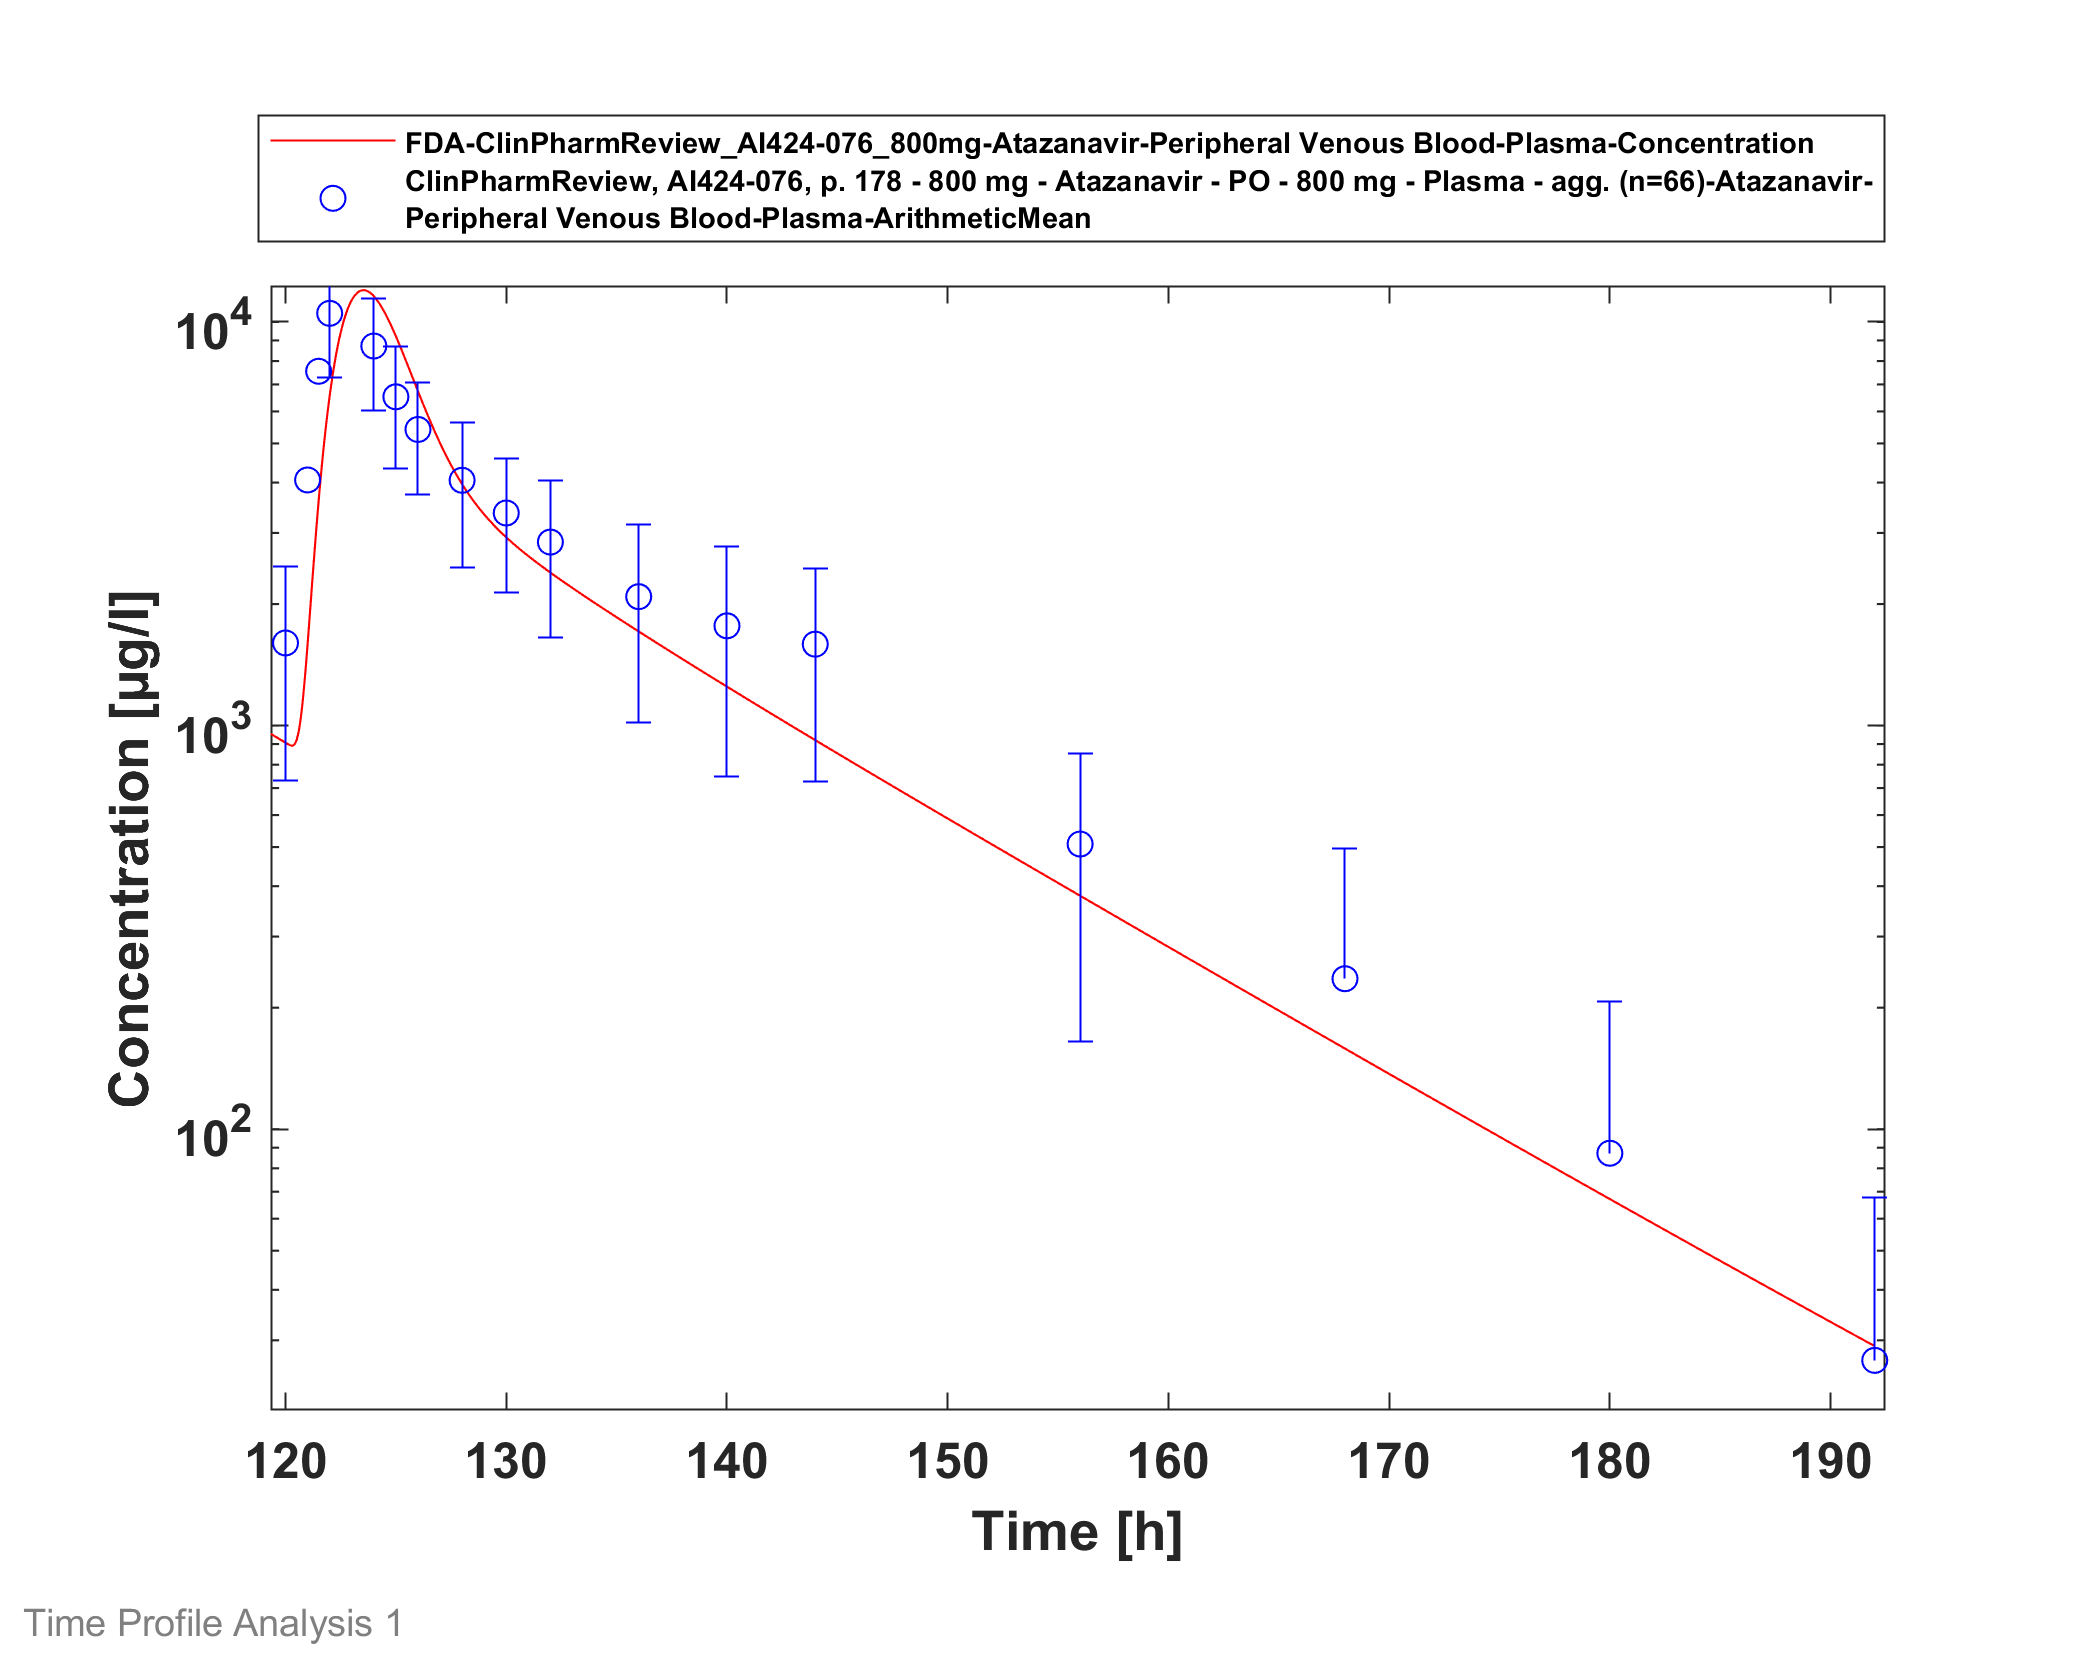 FDA-ClinPharmReview_AI424-076_800mg-Atazanavir-Peripheral Venous Blood-Plasma-Concentration
ClinPharmReview, AI424-076, p. 178 - 800 mg - Atazanavir - PO - 800 mg - Plasma - agg. (n=66)-Atazanavir-
Peripheral Venous Blood-Plasma-ArithmeticMean
10^4
10^3
10^2
Concentration [µg/l]
120 130 140 150 160 170 180 190
Time [h]
Time Profile Analysis 1